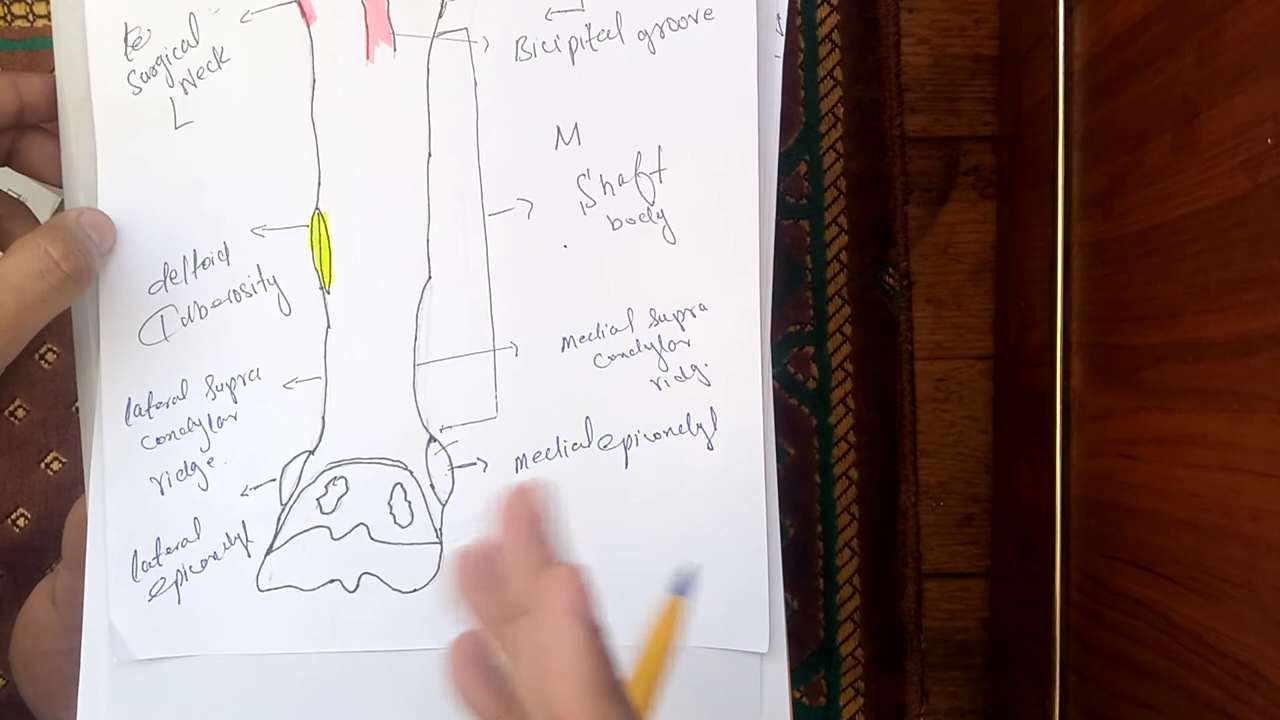 Surgical
Neck
L
Bicipital groove
M
Shaft
body
deltoid
Tuberosity
lateral supra
condylar
ridge.
Medial supra
condylar
ridg.
medial epicondyl
lateral
epicondyl